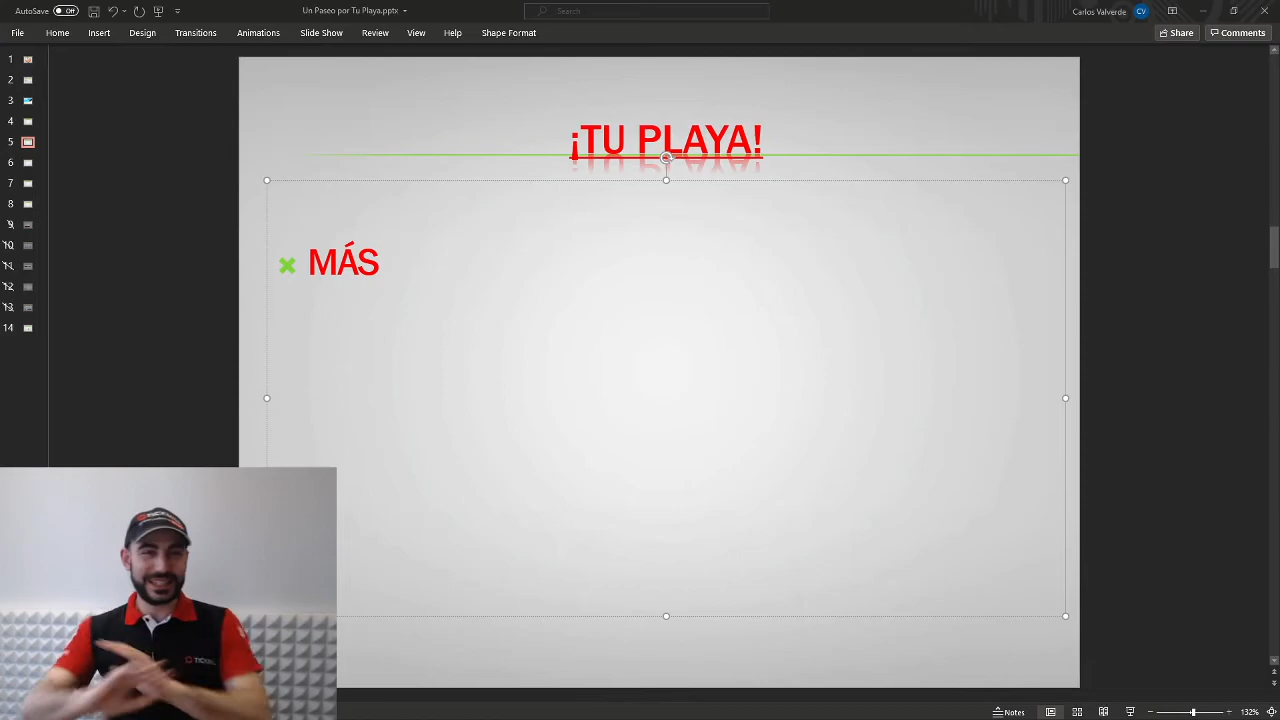 AutoSave Off Un Paseo por Tu Playa.pptx Search Carlos Valverde CV
File Home Insert Design Transitions Animations Slide Show Review View Help Shape Format Share Comments
1
2
3
4
5
6
7
8
9
10
11
12
13
14
¡TU PLAYA!
MÁS
Notes 132%